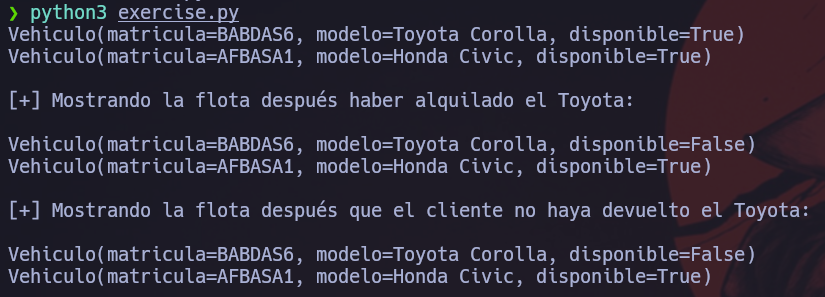 ❯ python3 exercise.py
Vehiculo(matricula=BABDAS6, modelo=Toyota Corolla, disponible=True)
Vehiculo(matricula=AFBASA1, modelo=Honda Civic, disponible=True)
[+] Mostrando la flota después haber alquilado el Toyota:
Vehiculo(matricula=BABDAS6, modelo=Toyota Corolla, disponible=False)
Vehiculo(matricula=AFBASA1, modelo=Honda Civic, disponible=True)
[+] Mostrando la flota después que el cliente no haya devuelto el Toyota:
Vehiculo(matricula=BABDAS6, modelo=Toyota Corolla, disponible=False)
Vehiculo(matricula=AFBASA1, modelo=Honda Civic, disponible=True)